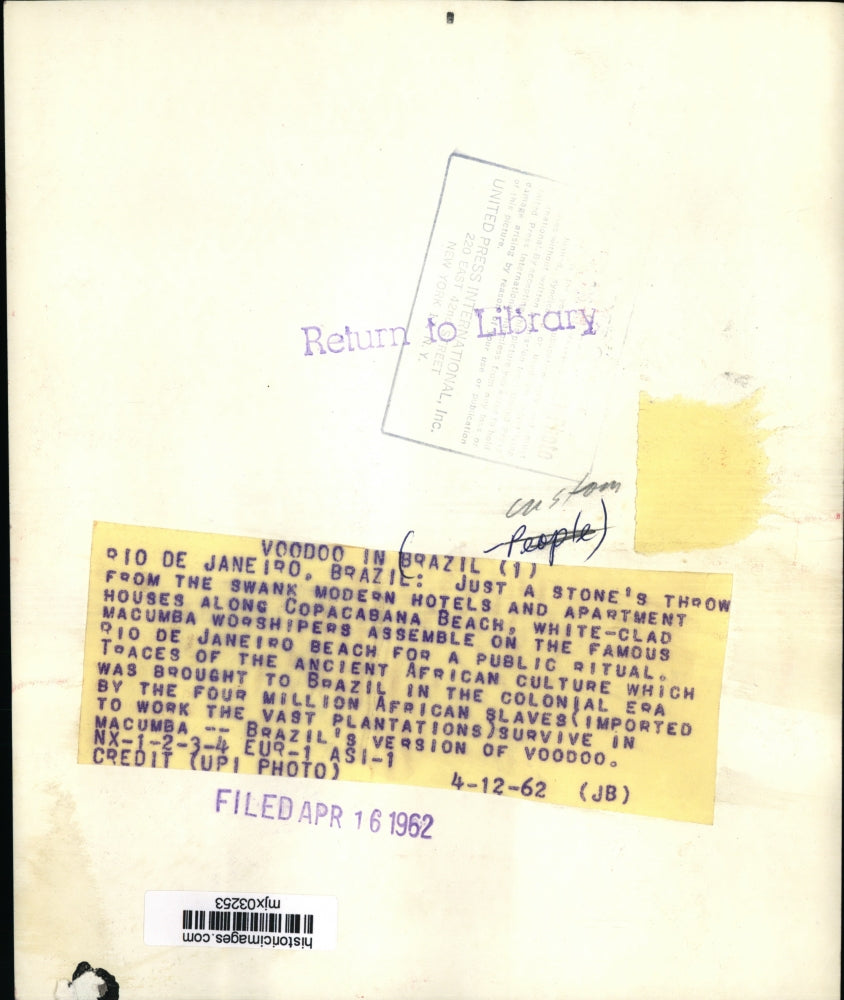 UNITED PRESS INTERNATIONAL, Inc.
220 EAST 42nd STREET
NEW YORK N.Y.
Return to Library
custom
People)
VOODOO IN (BRAZIL (1)
RIO DE JANEIRO, BRAZIL: JUST A STONE'S THROW
FROM THE SWANK MODERN HOTELS AND APARTMENT
HOUSES ALONG COPACABANA BEACH, WHITE-CLAD
MACUMBA WORSHIPERS ASSEMBLE ON THE FAMOUS
RIO DE JANEIRO BEACH FOR A PUBLIC RITUAL.
TRACES OF THE ANCIENT AFRICAN CULTURE WHICH
WAS BROUGHT TO BRAZIL IN THE COLONIAL ERA
BY THE FOUR MILLION AFRICAN SLAVES(IMPORTED
TO WORK THE VAST PLANTATIONS)SURVIVE IN
MACUMBA -- BRAZIL'S VERSION OF VOODOO.
NX-1-2-3-4 EUR-1 ASI-1
CREDIT (UPI PHOTO) 4-12-62 (JB)
FILED APR 16 1962
historicimages.com
mjx03253